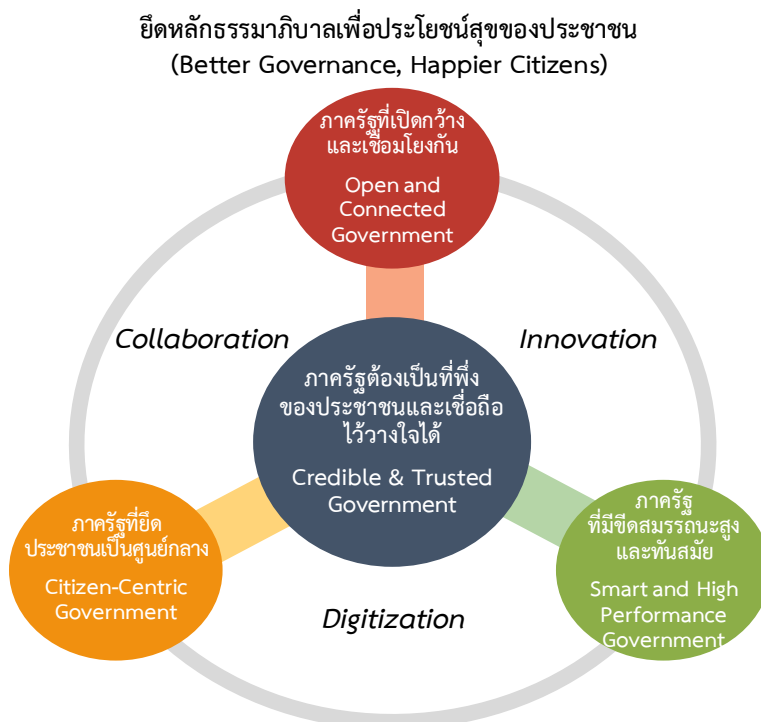 ยึดหลักธรรมาภิบาลเพื่อประโยชน์สุขของประชาชน
(Better Governance, Happier Citizens)
ภาครัฐที่เปิดกว้าง
และเชื่อมโยงกัน
Open and
Connected
Government
Collaboration
Innovation
ภาครัฐต้องเป็นที่พึ่ง
ของประชาชนและเชื่อถือ
ไว้วางใจได้
Credible & Trusted
Government
ภาครัฐที่ยึด
ประชาชนเป็นศูนย์กลาง
Citizen-Centric
Government
ภาครัฐ
ที่มีขีดสมรรถนะสูง
และทันสมัย
Smart and High
Performance
Government
Digitization